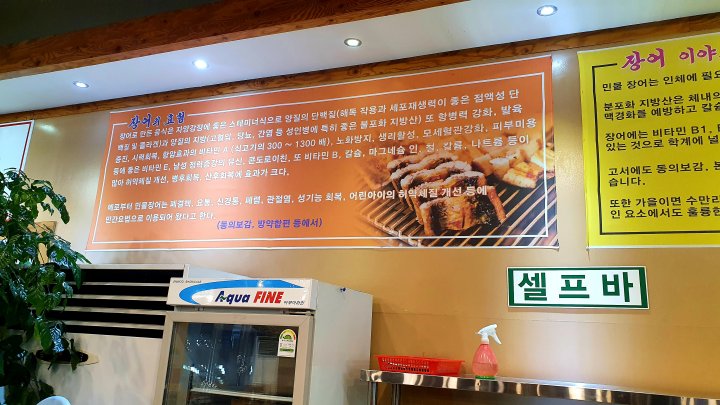 장어의 효험
장어로 만든 음식은 자양강장에 좋은 스테미너식으로 양질의 단백질(해독 작용과 세포재생력이 좋은 점액성 단
백질 및 콜라겐)과 양질의 지방(고혈압, 당뇨, 간염 등 성인병에 특히 좋은 불포화 지방산) 또 항병력 강화, 발육
증진, 시력회복, 항암효과의 비타민 A (쇠고기의 300 ~ 1300 배), 노화방지, 생리활성, 모세혈관강화, 피부미용
등에 좋은 비타민 E, 남성 정력증강의 뮤신, 콘드로이친, 또 비타민 B, 칼슘, 마그네슘 인, 철, 칼륨, 나트륨 등이
많아 허약체질 개선, 병후회복, 산후회복에 효과가 크다.
예로부터 민물장어는 폐결핵, 요통, 신경통, 폐렴, 관절염, 성기능 회복, 어린아이의 허약체질 개선 등에
민간요법으로 이용되어 왔다고 한다.
(동의보감, 방약합편 등에서)
장어 이야
민물 장어는 인체에 필
분포화 지방산은 체내의
맥경화를 예방하고 칼슘
장어에는 비타민 B1,
있는 것으로 학계에 널
고서에도 동의보감,
습니다.
또한 가을이면 수만리
인 요소에서도 훌륭한
셀프바
Aqua FINE